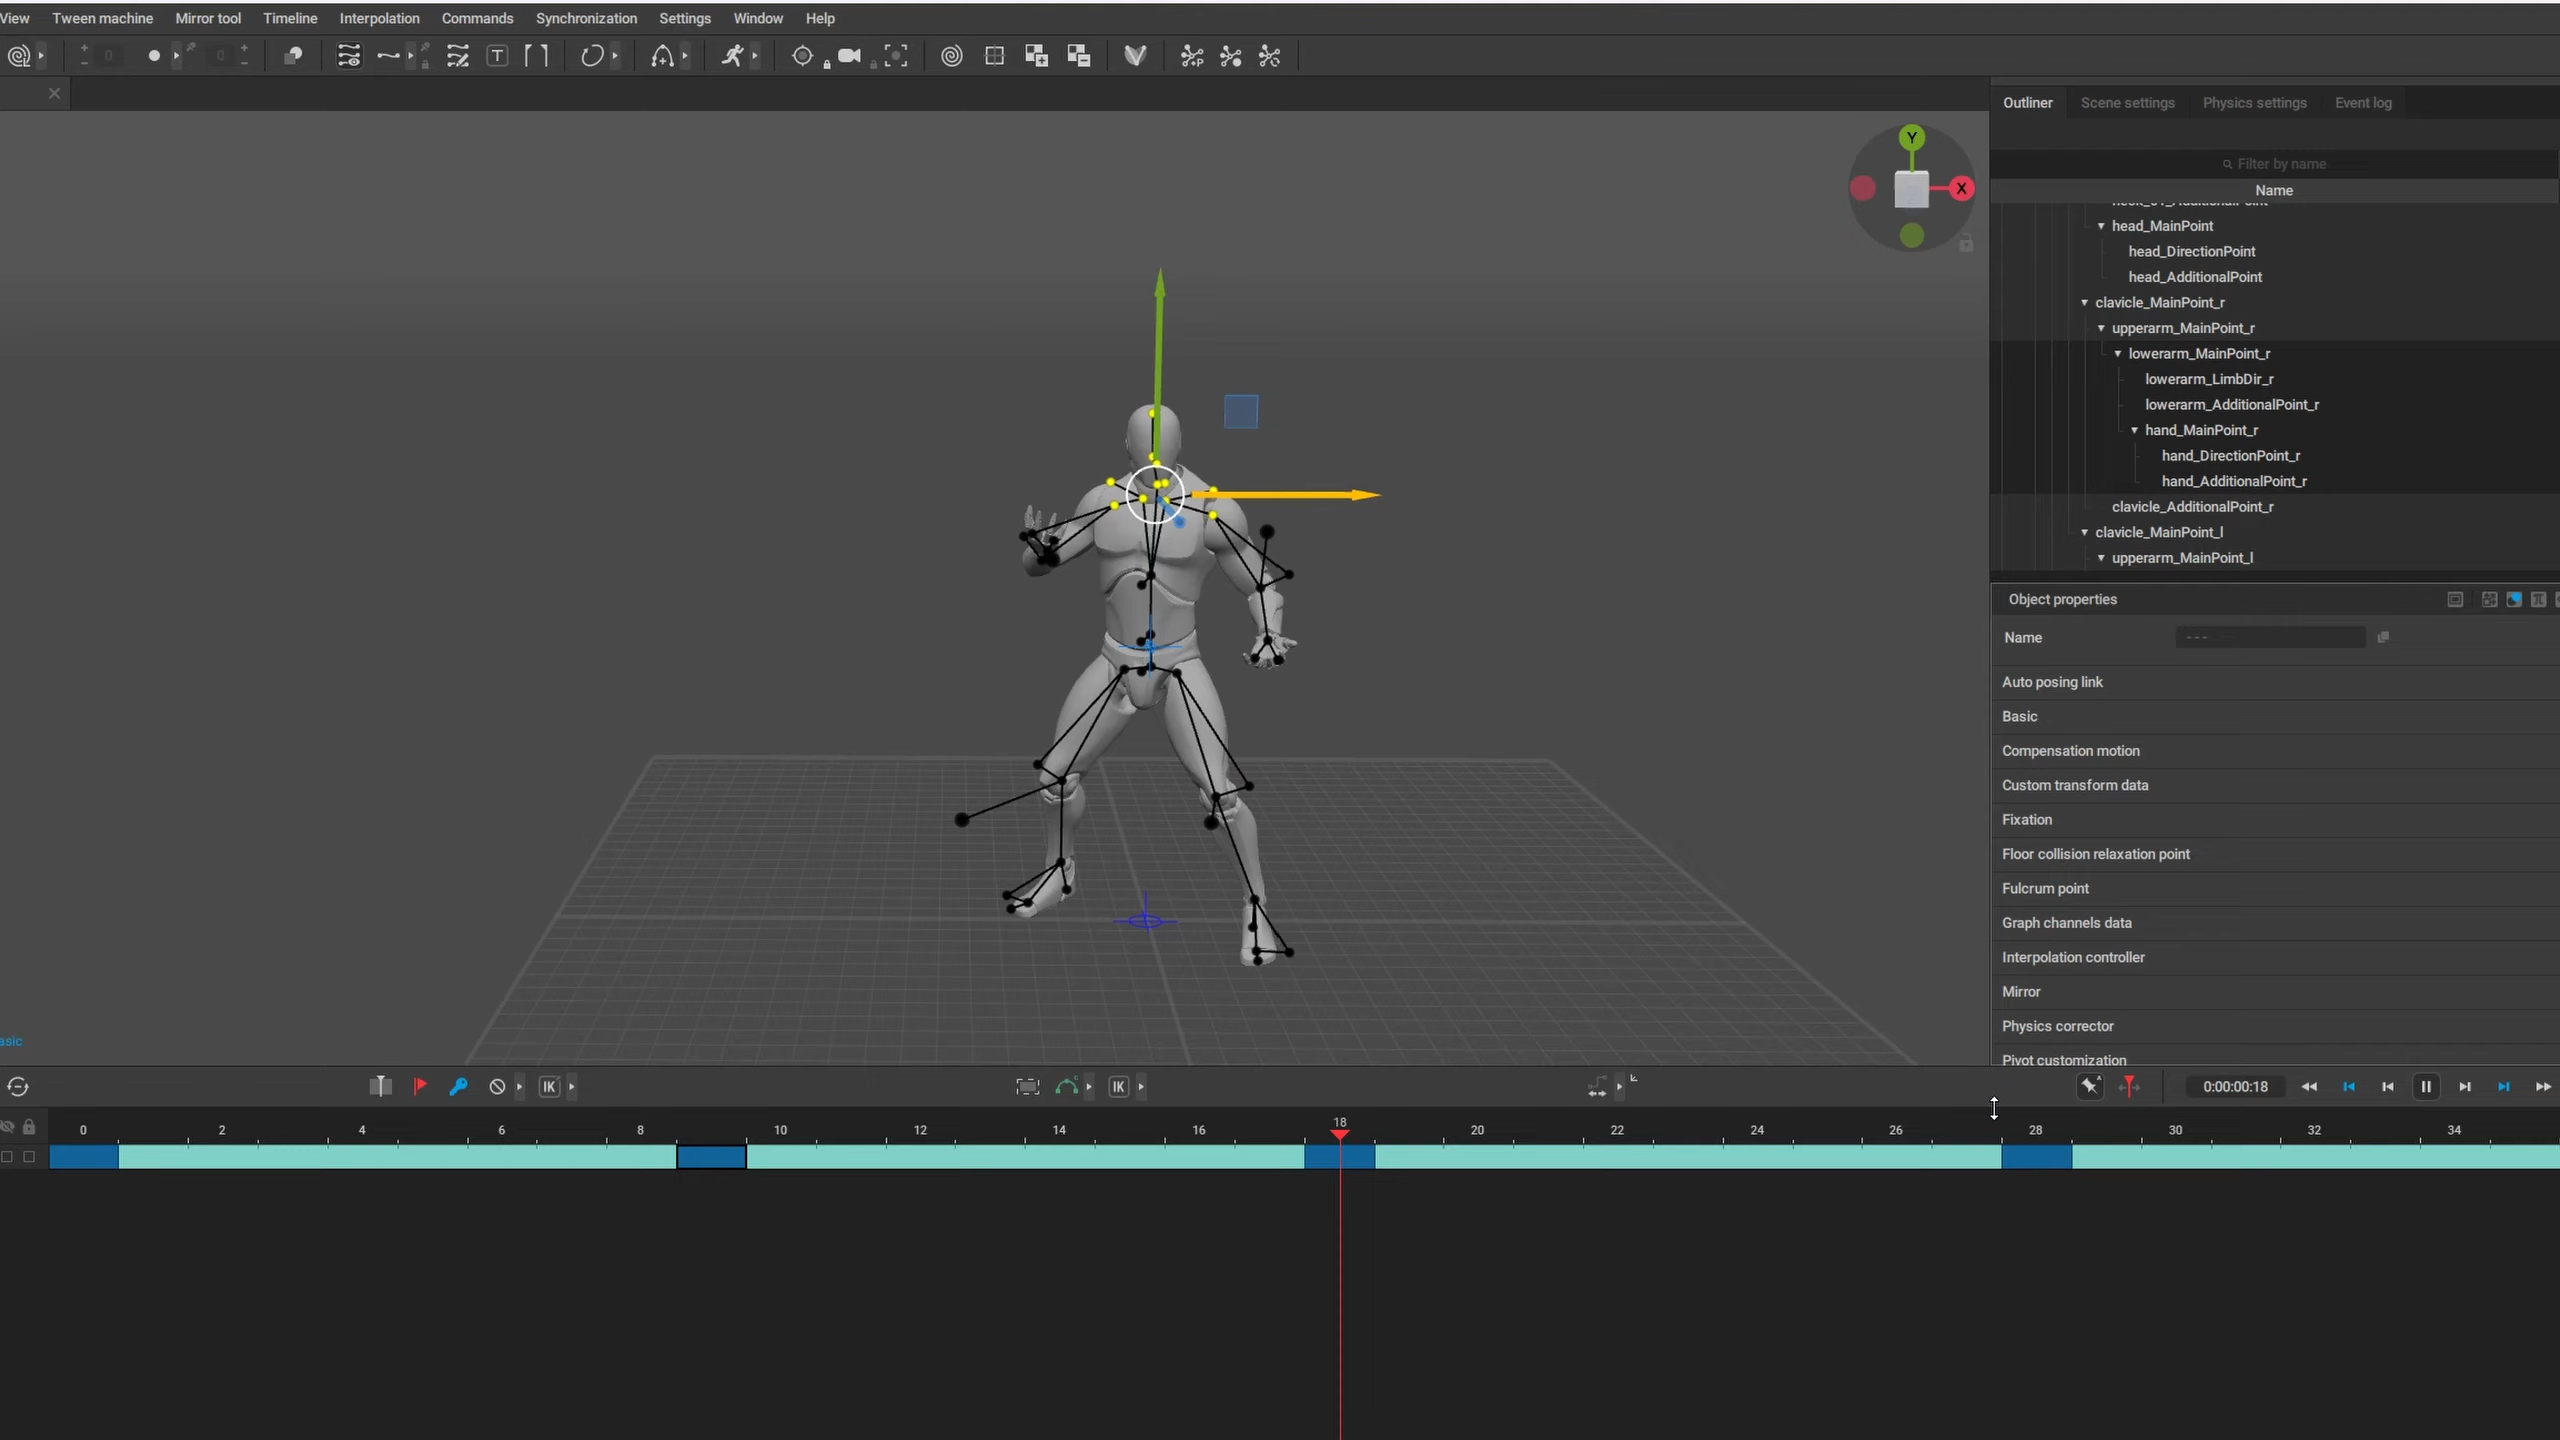 View Tween machine Mirror tool Timeline Interpolation Commands Synchronization Settings Window Help
0 0 T
Outliner Scene settings Physics settings Event log
Filter by name
Name
head_MainPoint
head_DirectionPoint
head_AdditionalPoint
clavicle_MainPoint_r
upperarm_MainPoint_r
lowerarm_MainPoint_r
lowerarm_LimbDir_r
lowerarm_AdditionalPoint_r
hand_MainPoint_r
hand_DirectionPoint_r
hand_AdditionalPoint_r
clavicle_AdditionalPoint_r
clavicle_MainPoint_l
upperarm_MainPoint_l
Y
X
Object properties
Name ---
Auto posing link
Basic
Compensation motion
Custom transform data
Fixation
Floor collision relaxation point
Fulcrum point
Graph channels data
Interpolation controller
Mirror
Physics corrector
Pivot customization
asic
IK IK 0:00:00:18
0 2 4 6 8 10 12 14 16 18 20 22 24 26 28 30 32 34